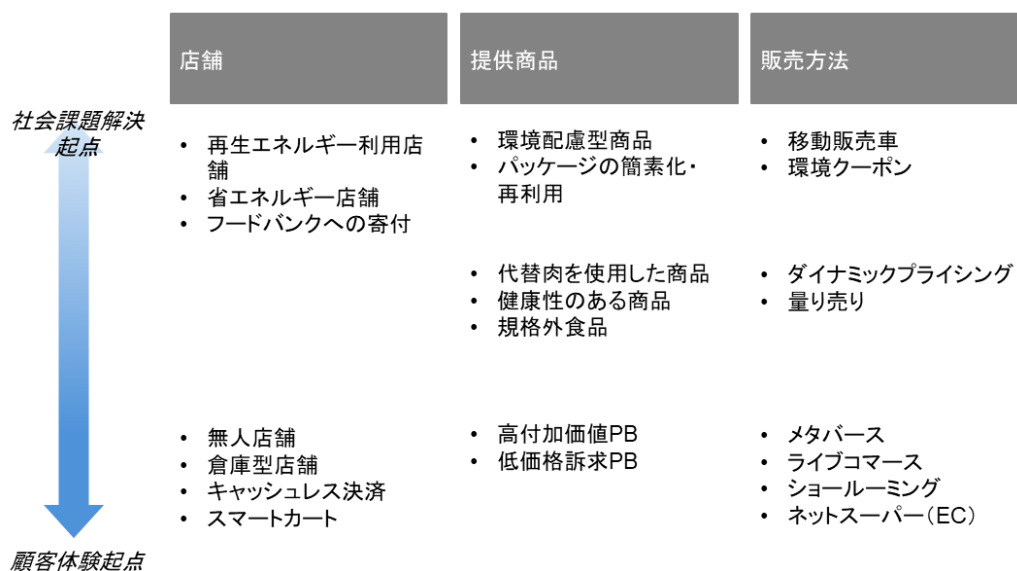 店舗
提供商品
販売方法
社会課題解決
起点
• 再生エネルギー利用店
舗
• 省エネルギー店舗
• フードバンクへの寄付
• 環境配慮型商品
• パッケージの簡素化・
再利用
• 移動販売車
• 環境クーポン
• 代替肉を使用した商品
• 健康性のある商品
• 規格外食品
• ダイナミックプライシング
• 量り売り
• 無人店舗
• 倉庫型店舗
• キャッシュレス決済
• スマートカート
• 高付加価値PB
• 低価格訴求PB
• メタバース
• ライブコマース
• ショールーミング
• ネットスーパー（EC）
顧客体験起点